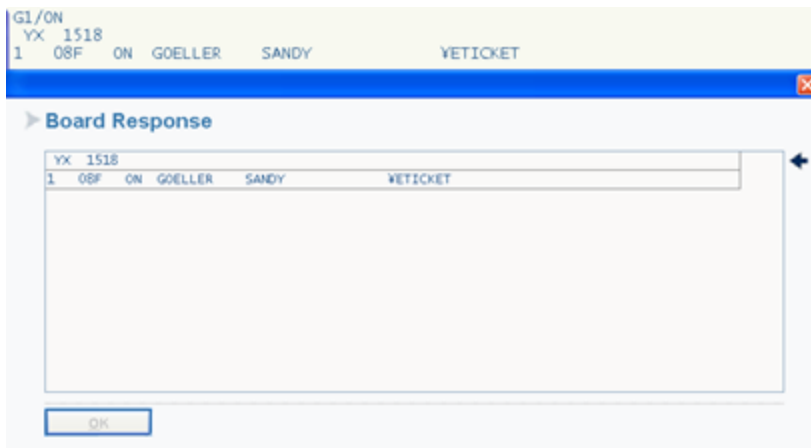 G1/ON
YX 1518
1 08F ON GOELLER SANDY ¥ETICKET
Board Response
YX 1518
1 08F ON GOELLER SANDY ¥ETICKET
OK